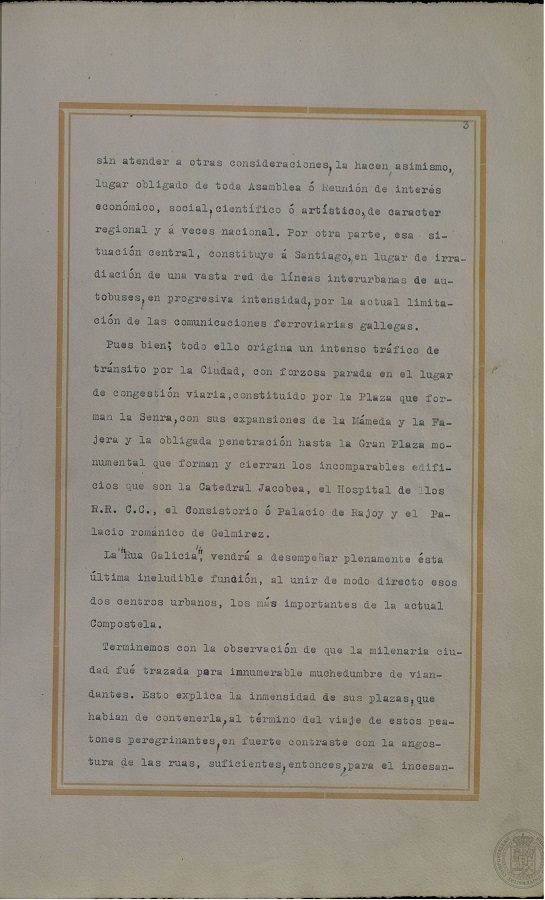 3
sin atender a otras consideraciones, la hacen, asimismo,
lugar obligado de toda Asamblea ó Reunión de interés
económico, social, científico ó artístico, de caracter
regional y á veces nacional. Por otra parte, esa si-
tuación central, constituye á Santiago, en lugar de irra-
diación de una vasta red de líneas interurbanas de au-
tobuses, en progresiva intensidad, por la actual limita-
ción de las comunicaciones ferroviarias gallegas.
Pues bien; todo ello origina un intenso tráfico de
tránsito por la Ciudad, con forzosa parada en el lugar
de congestión viaria, constituido por la Plaza que for-
man la Senra, con sus expansiones de la Mámeda y la Fa-
jera y la obligada penetración hasta la Gran Plaza mo-
numental que forman y cierran los incomparables edifi-
cios que son la Catedral Jacobea, el Hospital de llos
R.R. C.C., el Consistorio ó Palacio de Rajoy y el Pa-
lacio románico de Gelmirez.
La "Rua Galicia", vendrá a desempeñar plenamente ésta
última ineludible fundión, al unir de modo directo esos
dos centros urbanos, los más importantes de la actual
Compostela.
Terminemos con la observación de que la milenaria ciu-
dad fué trazada para innumerable muchedumbre de vian-
dantes. Esto explica la inmensidad de sus plazas, que
habian de contenerla, al término del viaje de estos pea-
tones peregrinantes, en fuerte contraste con la angos-
tura de las ruas, suficientes, entonces, para el incesan-